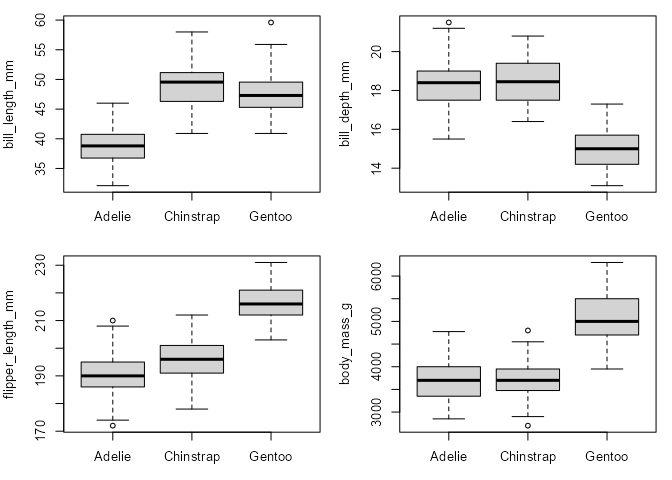 bill_length_mm
60
55
50
45
40
35
Adelie Chinstrap Gentoo
bill_depth_mm
20
18
16
14
Adelie Chinstrap Gentoo
flipper_length_mm
230
210
190
170
Adelie Chinstrap Gentoo
body_mass_g
6000
5000
4000
3000
Adelie Chinstrap Gentoo